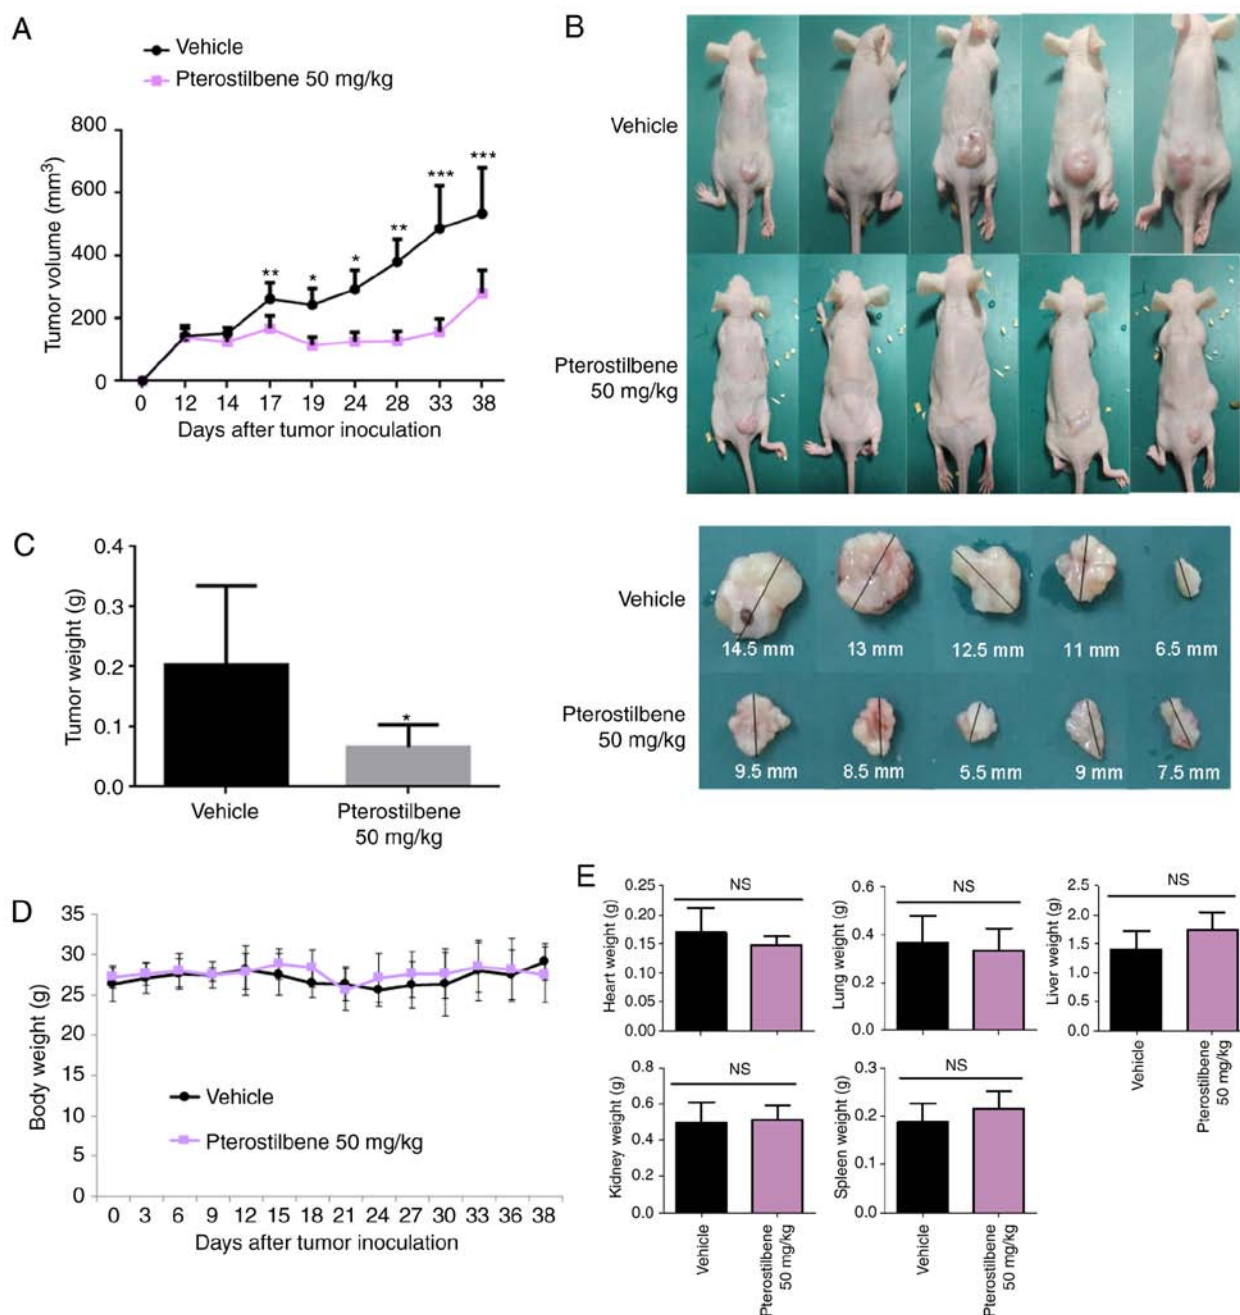 A
Vehicle
Pterostilbene 50 mg/kg
800
600
400
200
0
Tumor volume (mm³)
** * * ** *** ***
0 12 14 17 19 24 28 33 38
Days after tumor inoculation
B
Vehicle
Pterostilbene
50 mg/kg
Vehicle
14.5 mm 13 mm 12.5 mm 11 mm 6.5 mm
Pterostilbene
50 mg/kg
9.5 mm 8.5 mm 5.5 mm 9 mm 7.5 mm
C
0.4
0.3
0.2
0.1
0.0
Tumor weight (g)
*
Vehicle
Pterostilbene
50 mg/kg
D
35
30
25
20
15
10
5
0
Body weight (g)
Vehicle
Pterostilbene 50 mg/kg
0 3 6 9 12 15 18 21 24 27 30 33 36 38
Days after tumor inoculation
E
NS
0.25
0.20
0.15
0.10
0.05
0.00
Heart weight (g)
NS
0.6
0.4
0.2
0.0
Lung weight (g)
NS
2.5
2.0
1.5
1.0
0.5
0.0
Liver weight (g)
Vehicle
Pterostilbene
50 mg/kg
NS
0.8
0.6
0.4
0.2
0.0
Kidney weight (g)
Vehicle
Pterostilbene
50 mg/kg
NS
0.3
0.2
0.1
0.0
Spleen weight (g)
Vehicle
Pterostilbene
50 mg/kg